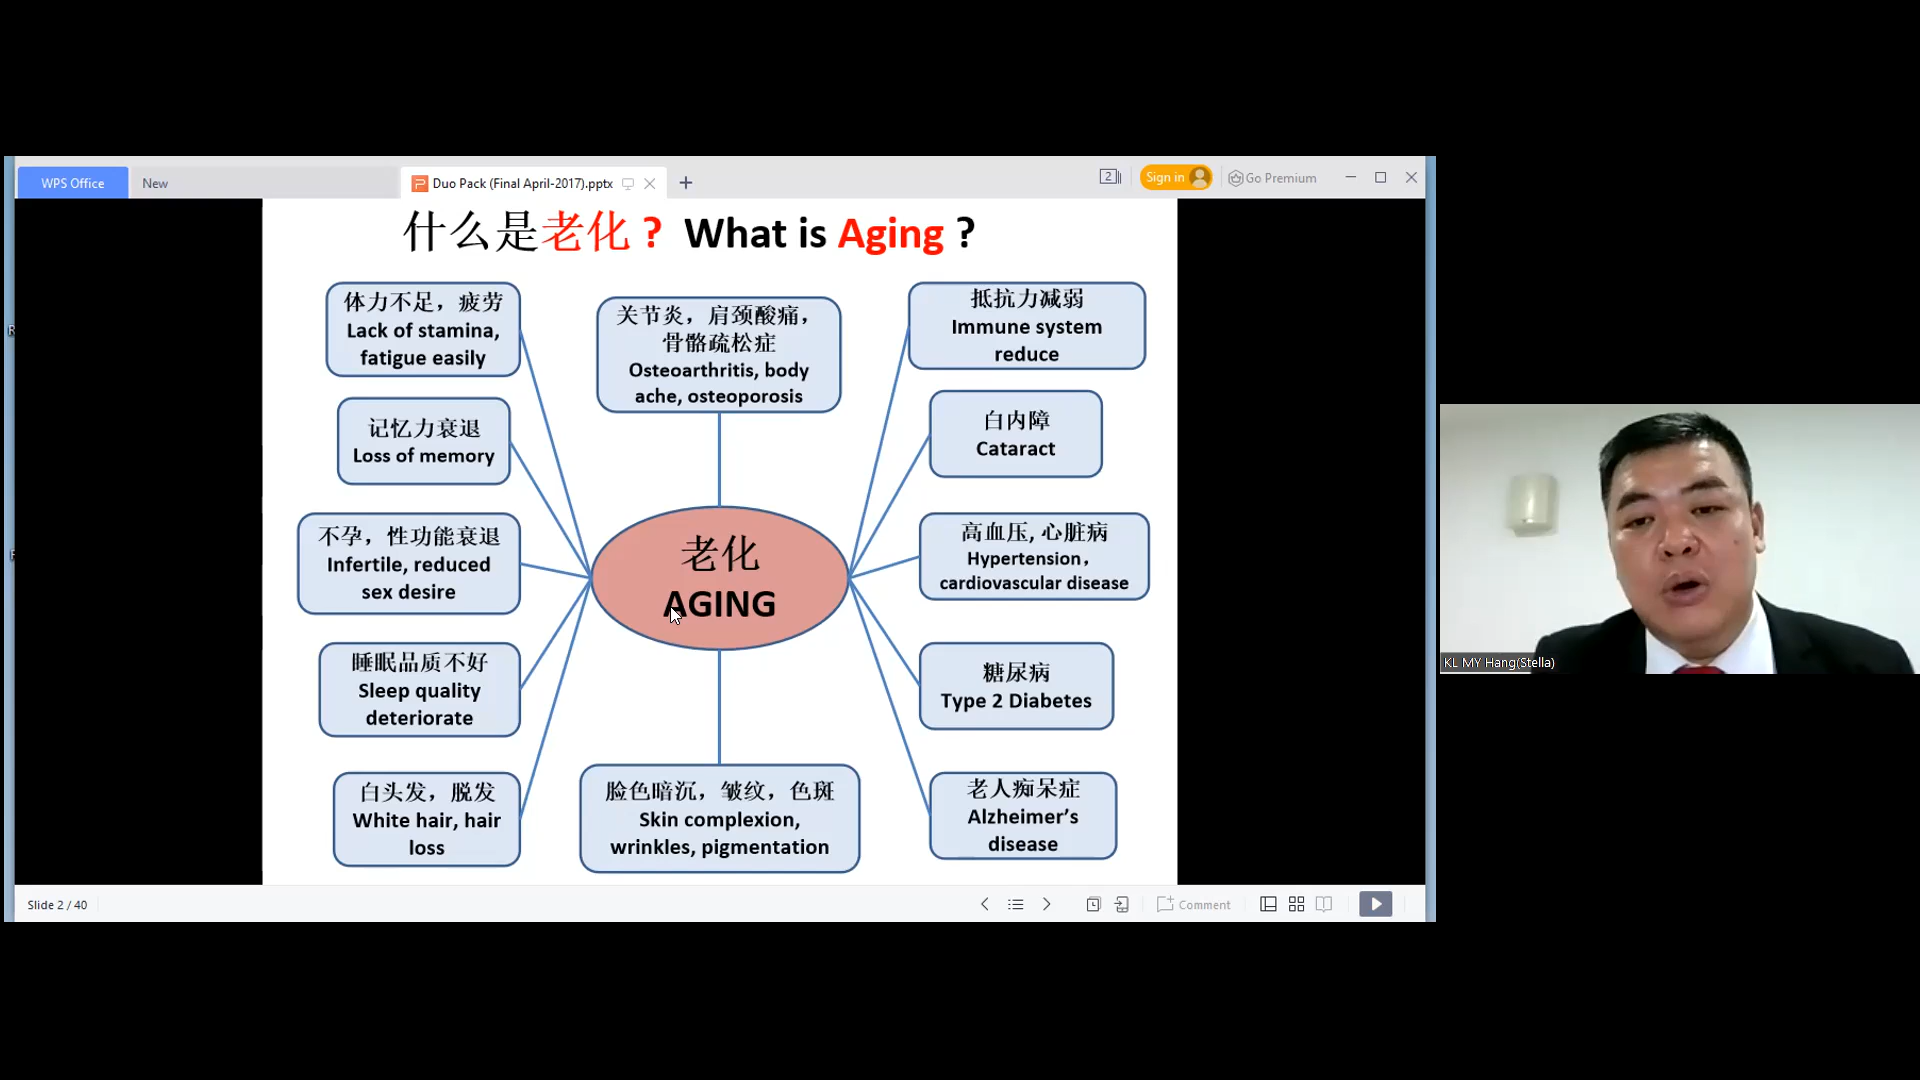 WPS Office
New
Duo Pack (Final April-2017).pptx
2
Sign in
Go Premium
什么是老化？ What is Aging ?
体力不足，疲劳
Lack of stamina,
fatigue easily
记忆力衰退
Loss of memory
不孕，性功能衰退
Infertile, reduced
sex desire
睡眠品质不好
Sleep quality
deteriorate
白头发，脱发
White hair, hair
loss
关节炎，肩颈酸痛，
骨骼疏松症
Osteoarthritis, body
ache, osteoporosis
老化
AGING
脸色暗沉，皱纹，色斑
Skin complexion,
wrinkles, pigmentation
抵抗力减弱
Immune system
reduce
白内障
Cataract
高血压, 心脏病
Hypertension，
cardiovascular disease
糖尿病
Type 2 Diabetes
老人痴呆症
Alzheimer’s
disease
KL MY Hang(Stella)
Slide 2 / 40
Comment